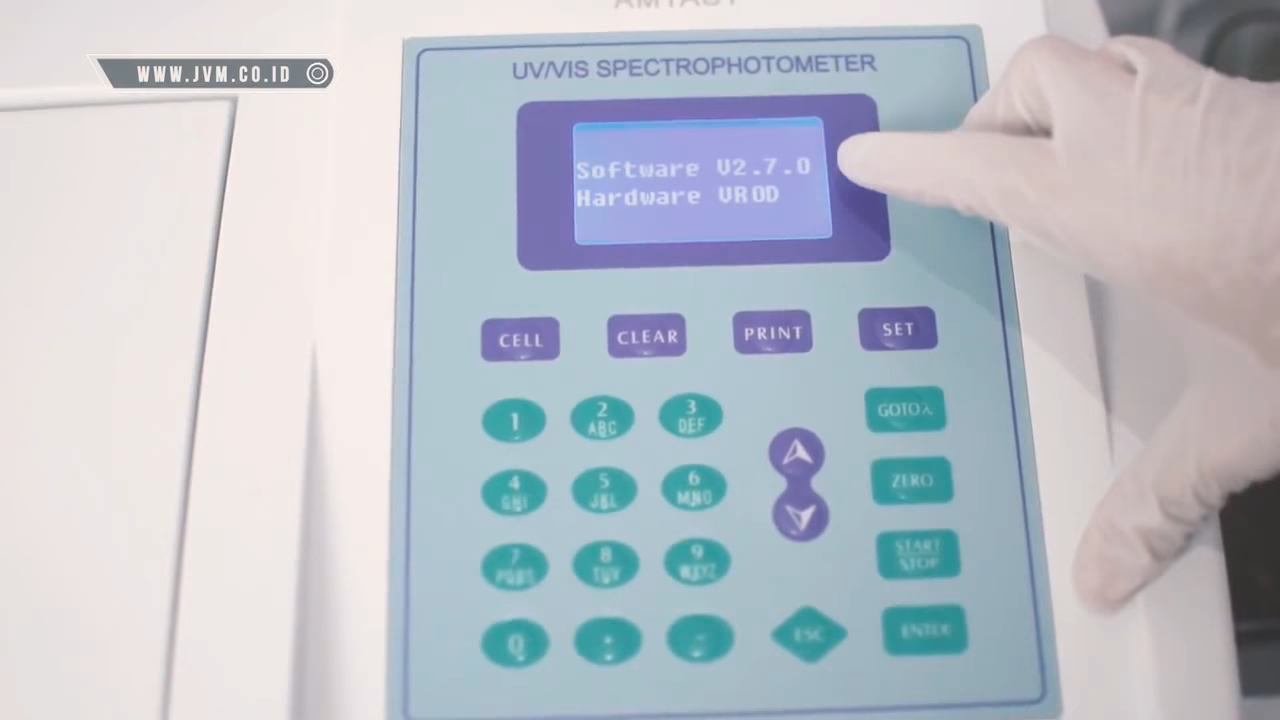 AMTAST
WWW.JVM.CO.ID
UV/VIS SPECTROPHOTOMETER
Software V2.7.0
Hardware VROD
CELL CLEAR PRINT SET
1 2 3 GOTOλ
ABC DEF
4 5 6 ZERO
GHI JKL MNO
7 8 9 START
PQRS TUV WXYZ STOP
0 . - ESC ENTER